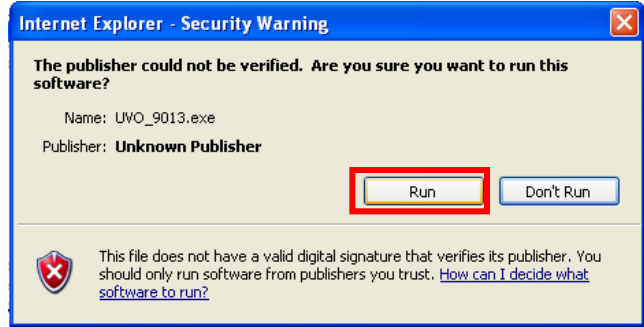 Internet Explorer - Security Warning
The publisher could not be verified.  Are you sure you want to run this
software?
Name: UVO_9013.exe
Publisher: Unknown Publisher
Run
Don't Run
This file does not have a valid digital signature that verifies its publisher. You
should only run software from publishers you trust. How can I decide what
software to run?